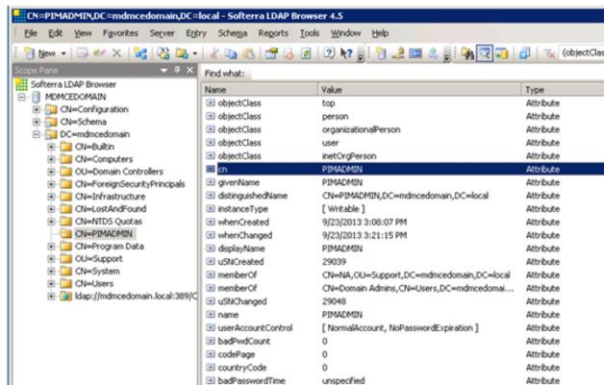 CN=PIMADMIN,DC=mdmcedomain,DC=local - Softerra LDAP Browser 4.5
File Edit View Favorites Server Entry Schema Reports Tools Window Help
New (objectClas
Scope Pane
Softerra LDAP Browser
MDMCEDOMAIN
CN=Configuration
CN=Schema
DC=mdmcedomain
CN=Builtin
CN=Computers
OU=Domain Controllers
CN=ForeignSecurityPrincipals
CN=Infrastructure
CN=LostAndFound
CN=NTDS Quotas
CN=PIMADMIN
CN=Program Data
OU=Support
CN=System
CN=Users
ldap://mdmcedomain.local:389/C
Find what:
Name Value Type
objectClass top Attribute
objectClass person Attribute
objectClass organizationalPerson Attribute
objectClass user Attribute
objectClass inetOrgPerson Attribute
cn PIMADMIN Attribute
givenName PIMADMIN Attribute
distinguishedName CN=PIMADMIN,DC=mdmcedomain,DC=local Attribute
instanceType [ Writable ] Attribute
whenCreated 9/23/2013 3:08:07 PM Attribute
whenChanged 9/23/2013 3:21:15 PM Attribute
displayName PIMADMIN Attribute
uSNCreated 29039 Attribute
memberOf CN=NA,OU=Support,DC=mdmcedomain,DC=local Attribute
memberOf CN=Domain Admins,CN=Users,DC=mdmcedomai... Attribute
uSNChanged 29048 Attribute
name PIMADMIN Attribute
userAccountControl [ NormalAccount, NoPasswordExpiration ] Attribute
badPwdCount 0 Attribute
codePage 0 Attribute
countryCode 0 Attribute
badPasswordTime unspecified Attribute